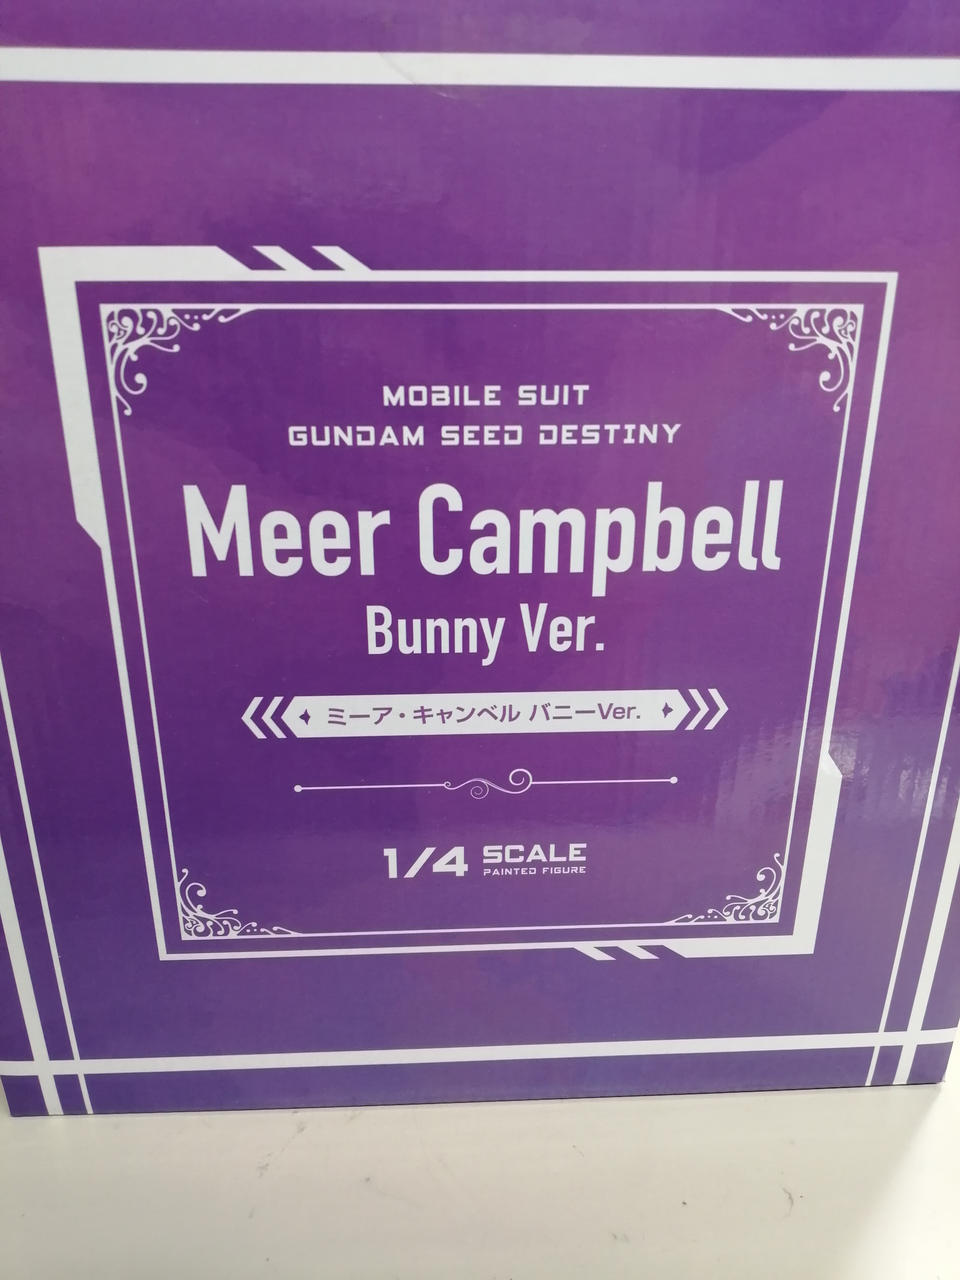 MOBILE SUIT
GUNDAM SEED DESTINY
Meer Campbell
Bunny Ver.
ミーア・キャンベル バニーVer.
1/4 SCALE
PAINTED FIGURE